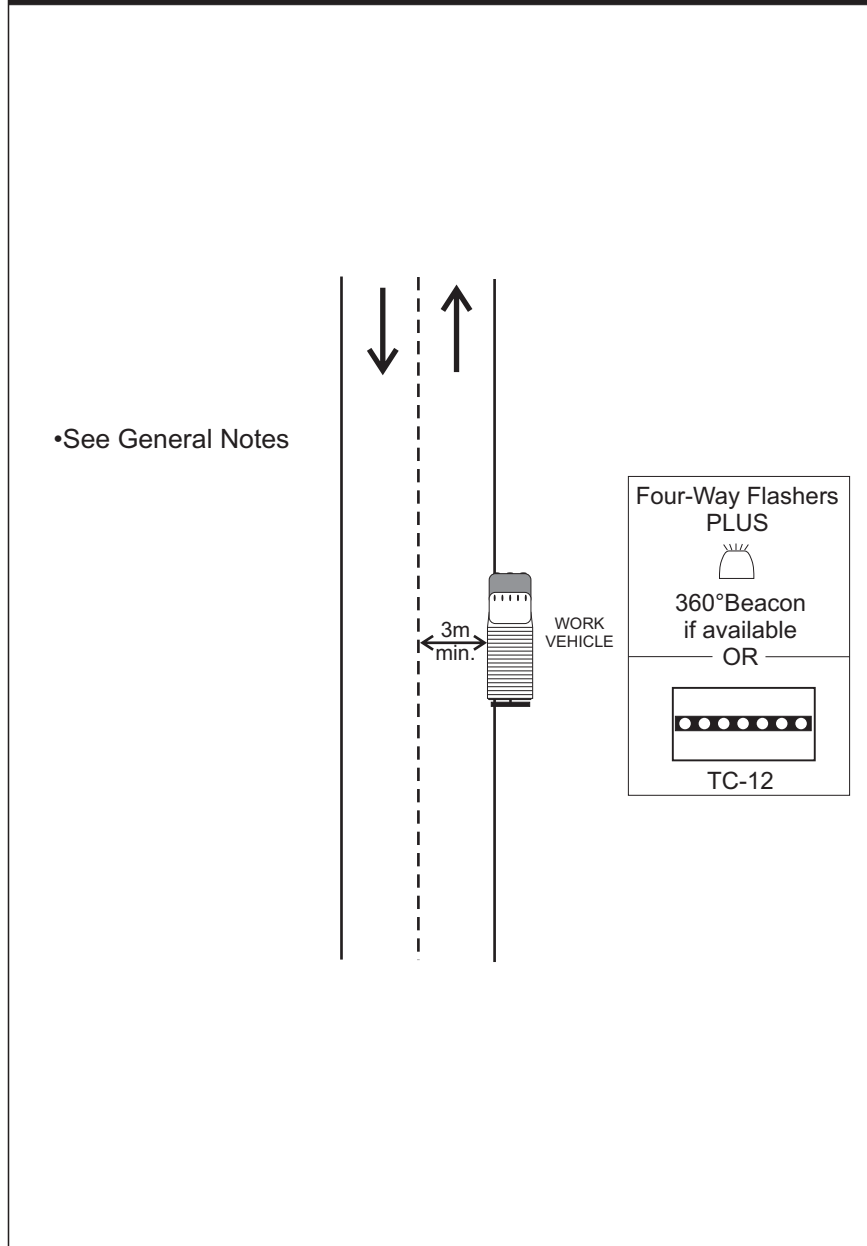 •See General Notes
3m
min.
WORK
VEHICLE
Four-Way Flashers
PLUS
360°Beacon
if available
OR
TC-12